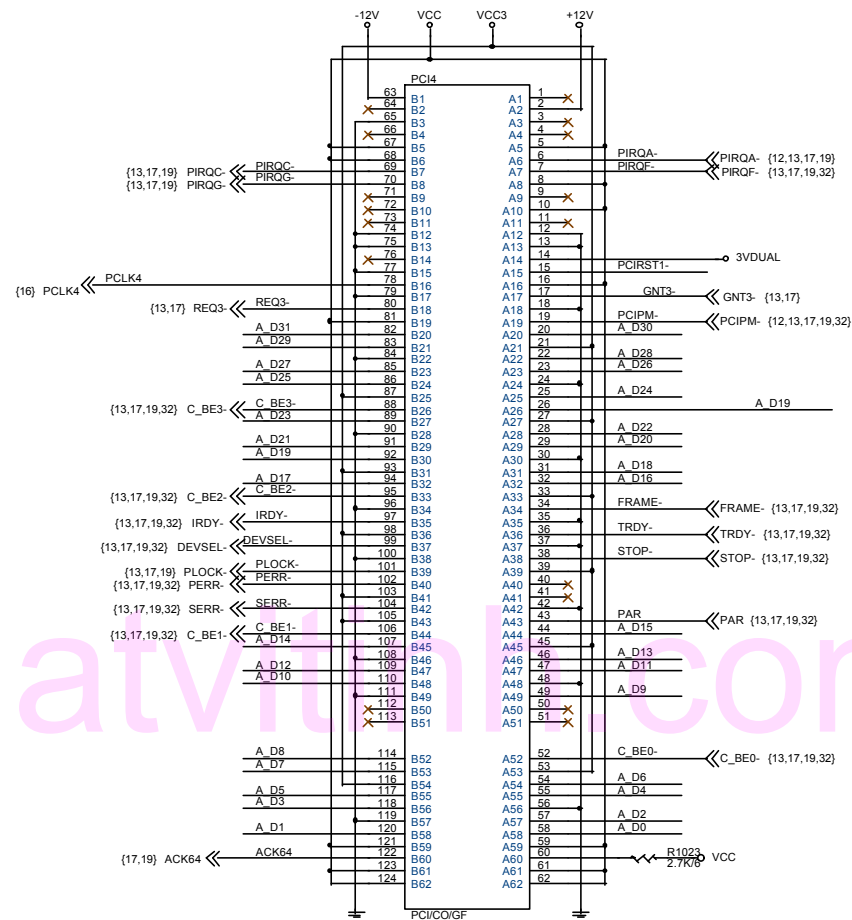 -12V VCC VCC3 +12V
PCI4
63 B1 A1 1
64 B2 A2 2
65 B3 A3 3
66 B4 A4 4
67 B5 A5 5
68 B6 A6 6 PIRQA- PIRQA- {12,13,17,19}
{13,17,19} PIRQC- PIRQC- 69 B7 A7 7 PIRQF- PIRQF- {13,17,19,32}
{13,17,19} PIRQG- PIRQG- 70 B8 A8 8
71 B9 A9 9
72 B10 A10 10
73 B11 A11 11
74 B12 A12 12
75 B13 A13 13
76 B14 A14 14 3VDUAL
77 B15 A15 15 PCIRST1-
{16} PCLK4 PCLK4 78 B16 A16 16
79 B17 A17 17 GNT3- GNT3- {13,17}
{13,17} REQ3- REQ3- 80 B18 A18 18
81 B19 A19 19 PCIPM- PCIPM- {12,13,17,19,32}
A_D31 82 B20 A20 20 A_D30
A_D29 83 B21 A21 21
84 B22 A22 22 A_D28
A_D27 85 B23 A23 23 A_D26
A_D25 86 B24 A24 24
87 B25 A25 25 A_D24
{13,17,19,32} C_BE3- C_BE3- 88 B26 A26 26 A_D19
A_D23 89 B27 A27 27
90 B28 A28 28 A_D22
A_D21 91 B29 A29 29 A_D20
A_D19 92 B30 A30 30
93 B31 A31 31 A_D18
A_D17 94 B32 A32 32 A_D16
{13,17,19,32} C_BE2- C_BE2- 95 B33 A33 33
96 B34 A34 34 FRAME- FRAME- {13,17,19,32}
{13,17,19,32} IRDY- IRDY- 97 B35 A35 35
98 B36 A36 36 TRDY- TRDY- {13,17,19,32}
{13,17,19,32} DEVSEL- DEVSEL- 99 B37 A37 37
100 B38 A38 38 STOP- STOP- {13,17,19,32}
{13,17,19} PLOCK- PLOCK- 101 B39 A39 39
{13,17,19,32} PERR- PERR- 102 B40 A40 40
103 B41 A41 41
{13,17,19,32} SERR- SERR- 104 B42 A42 42
105 B43 A43 43 PAR PAR {13,17,19,32}
{13,17,19,32} C_BE1- C_BE1- 106 B44 A44 44 A_D15
A_D14 107 B45 A45 45
108 B46 A46 46 A_D13
A_D12 109 B47 A47 47 A_D11
A_D10 110 B48 A48 48
111 B49 A49 49 A_D9
112 B50 A50 50
113 B51 A51 51
atvitinh.com
A_D8 114 B52 A52 52 C_BE0- C_BE0- {13,17,19,32}
A_D7 115 B53 A53 53
116 B54 A54 54 A_D6
A_D5 117 B55 A55 55 A_D4
A_D3 118 B56 A56 56
119 B57 A57 57 A_D2
A_D1 120 B58 A58 58 A_D0
121 B59 A59 59
{17,19} ACK64 ACK64 122 B60 A60 60 R1023 VCC
2.7K/6
123 B61 A61 61
124 B62 A62 62
PCI/CO/GF